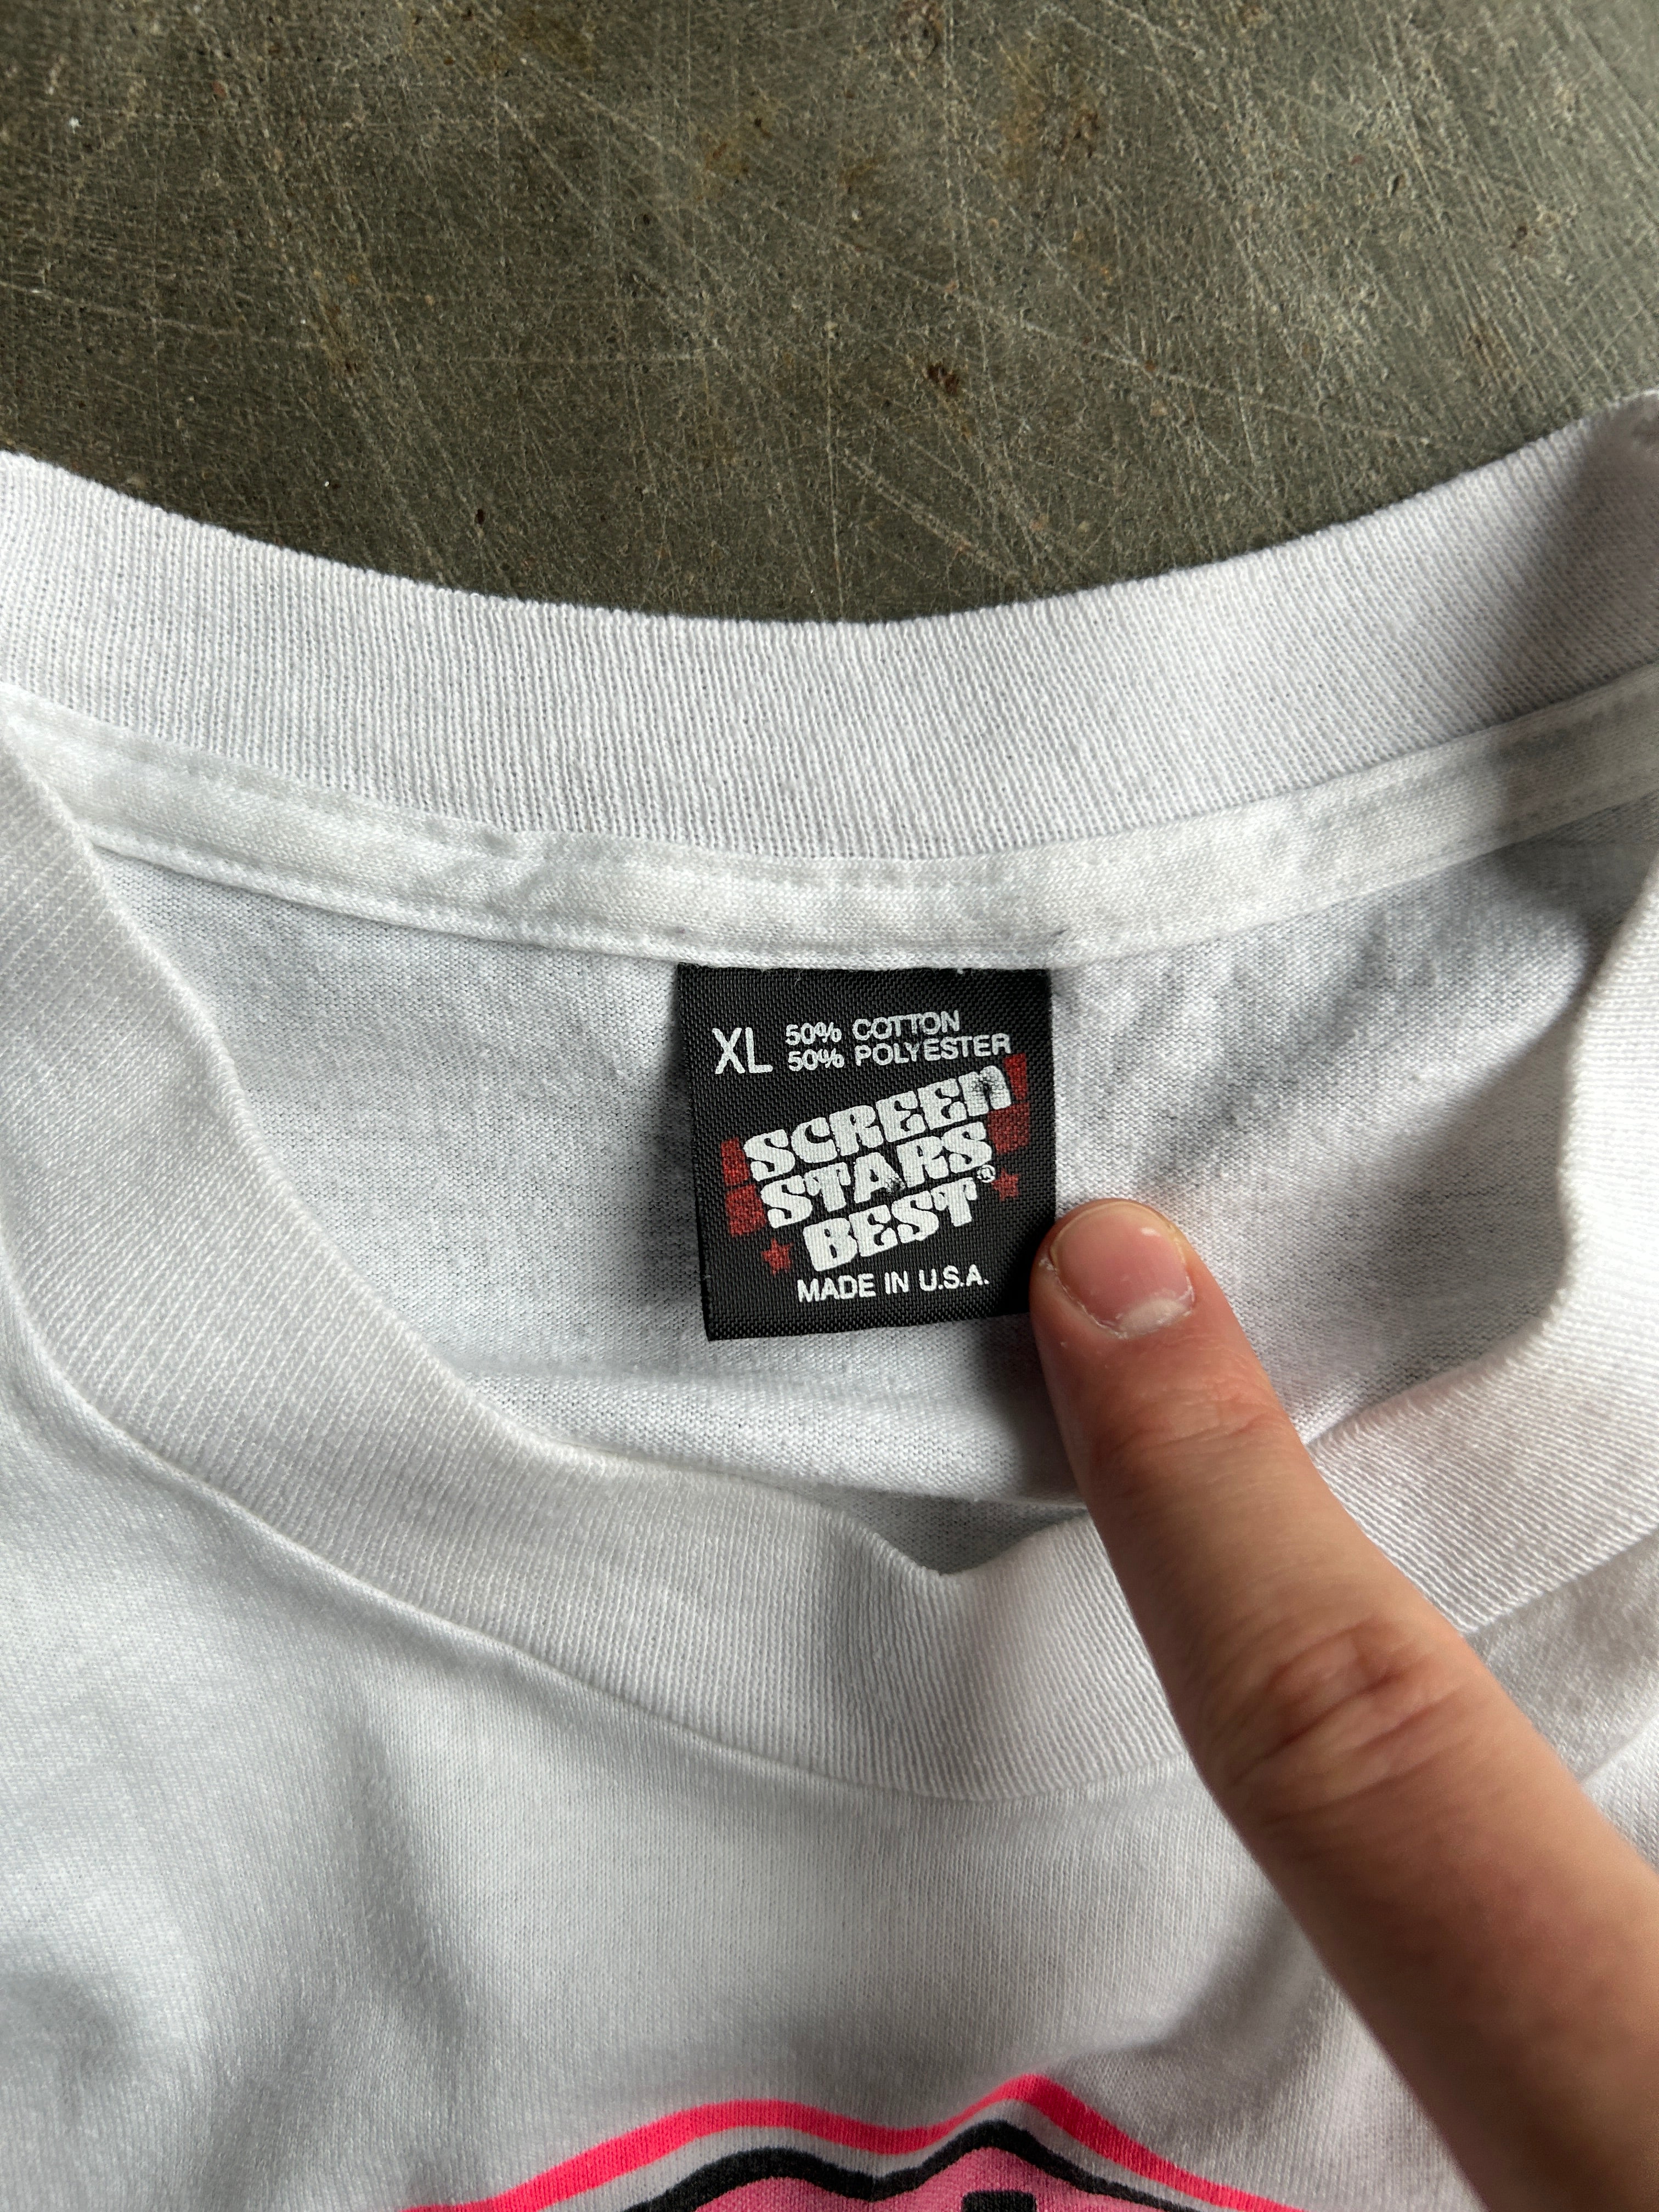 XL 50% COTTON
50% POLYESTER
SCREEN
STARS
BEST®
MADE IN U.S.A.